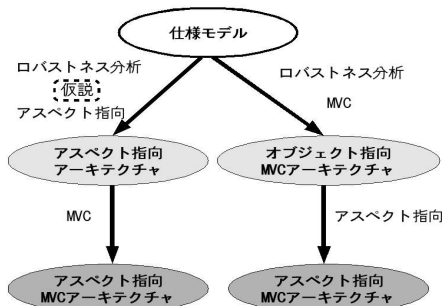 仕様モデル
ロバストネス分析
仮説
アスペクト指向
ロバストネス分析
MVC
アスペクト指向
アーキテクチャ
オブジェクト指向
MVCアーキテクチャ
MVC
アスペクト指向
アスペクト指向
MVCアーキテクチャ
アスペクト指向
MVCアーキテクチャ